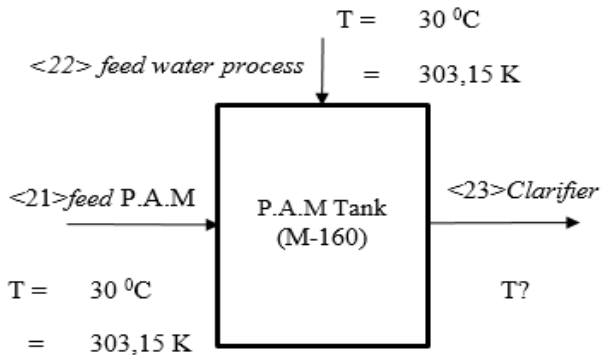 T = 30 ⁰C
<22> feed water process
= 303,15 K
<21>feed P.A.M
P.A.M Tank
(M-160)
<23>Clarifier
T = 30 ⁰C
T?
= 303,15 K